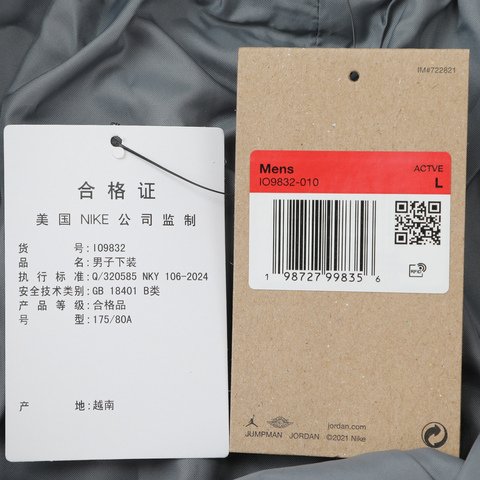 合格证
美国 NIKE 公司监制
货号: IO9832
品名: 男子下装
执行标准: Q/320585 NKY 106-2024
安全技术类别: GB 18401 B类
产品等级: 合格品
号型: 175/80A
产地: 越南
IM#722821
Mens ACTVE
IO9832-010 L
1 98727 99835 6
RFID
jordan.com
JUMPMAN JORDAN ©2021 Nike